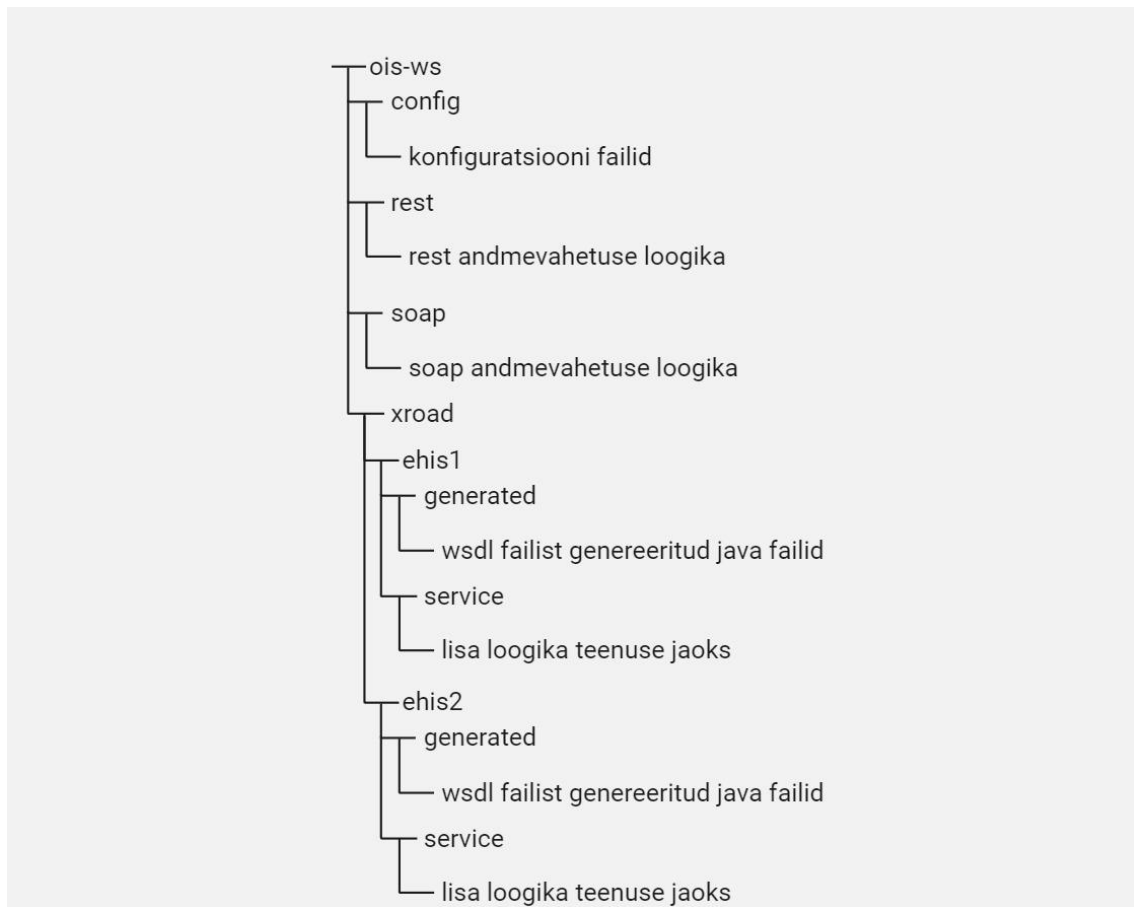 ois-ws
config
konfiguratsiooni failid
rest
rest andmevahetuse loogika
soap
soap andmevahetuse loogika
xroad
ehis1
generated
wsdl failist genereeritud java failid
service
lisa loogika teenuse jaoks
ehis2
generated
wsdl failist genereeritud java failid
service
lisa loogika teenuse jaoks